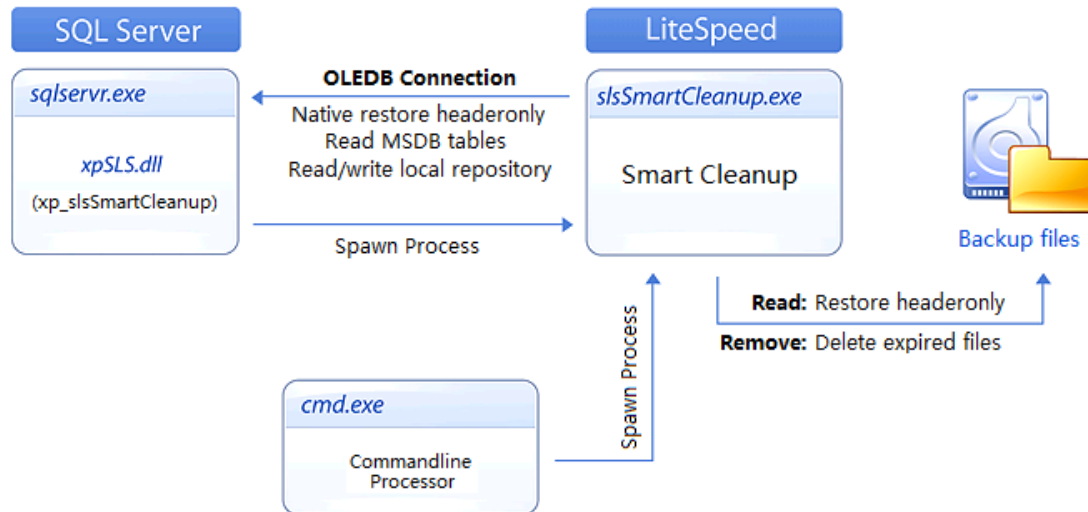 SQL Server
LiteSpeed
sqlservr.exe
xpSLS.dll
(xp_slsSmartCleanup)
OLEDB Connection
Native restore headeronly
Read MSDB tables
Read/write local repository
Spawn Process
slsSmartCleanup.exe
Smart Cleanup
Backup files
Read: Restore headeronly
Remove: Delete expired files
Spawn Process
cmd.exe
Commandline
Processor